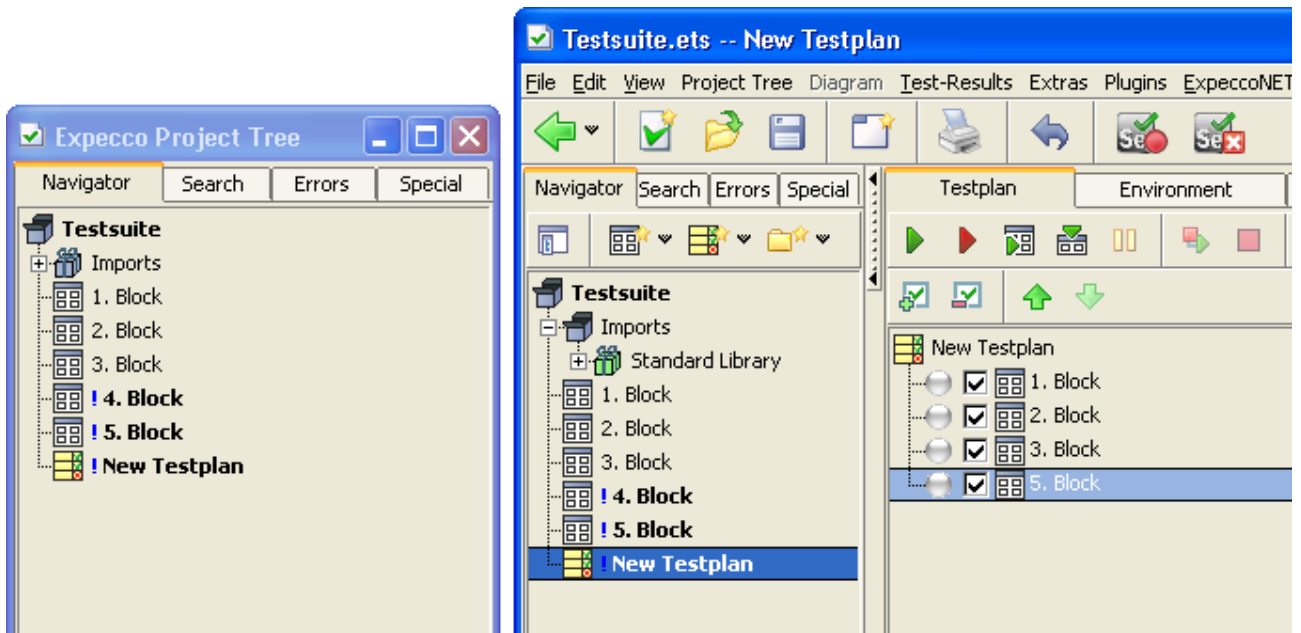 Expecco Project Tree
Navigator Search Errors Special
Testsuite
Imports
1. Block
2. Block
3. Block
! 4. Block
! 5. Block
! New Testplan
Testsuite.ets -- New Testplan
File Edit View Project Tree Diagram Test-Results Extras Plugins ExpeccoNET
Se Se
Navigator Search Errors Special
Testsuite
Imports
Standard Library
1. Block
2. Block
3. Block
! 4. Block
! 5. Block
! New Testplan
Testplan Environment
New Testplan
1. Block
2. Block
3. Block
5. Block